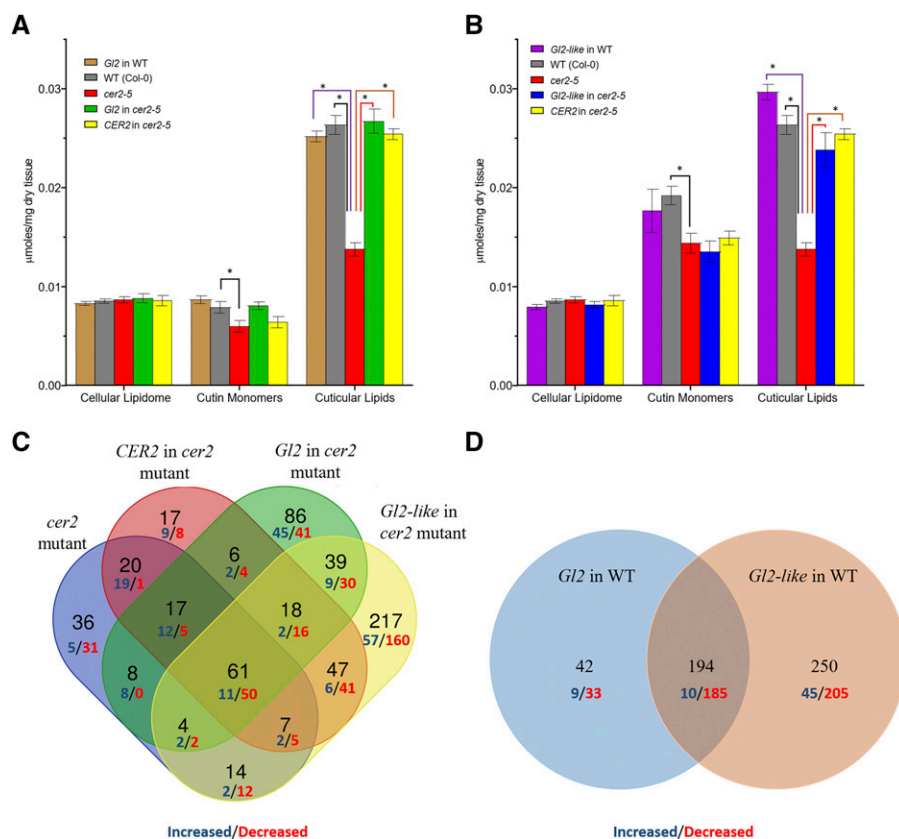 A
Gl2 in WT
WT (Col-0)
cer2-5
Gl2 in cer2-5
CER2 in cer2-5
*
*
*
*
*
0.03
0.02
0.01
0.00
μmoles/mg dry tissue
Cellular Lipidome
Cutin Monomers
Cuticular Lipids
B
Gl2-like in WT
WT (Col-0)
cer2-5
Gl2-like in cer2-5
CER2 in cer2-5
*
*
*
*
*
0.03
0.02
0.01
0.00
μmoles/mg dry tissue
Cellular Lipidome
Cutin Monomers
Cuticular Lipids
C
cer2
mutant
CER2 in cer2
mutant
Gl2 in cer2
mutant
Gl2-like in
cer2 mutant
17
9/8
86
45/41
20
19/1
6
2/4
39
9/30
36
5/31
17
12/5
18
2/16
217
57/160
8
8/0
61
11/50
47
6/41
4
2/2
7
2/5
14
2/12
Increased/Decreased
D
Gl2 in WT
Gl2-like in WT
42
9/33
194
10/185
250
45/205
Increased/Decreased